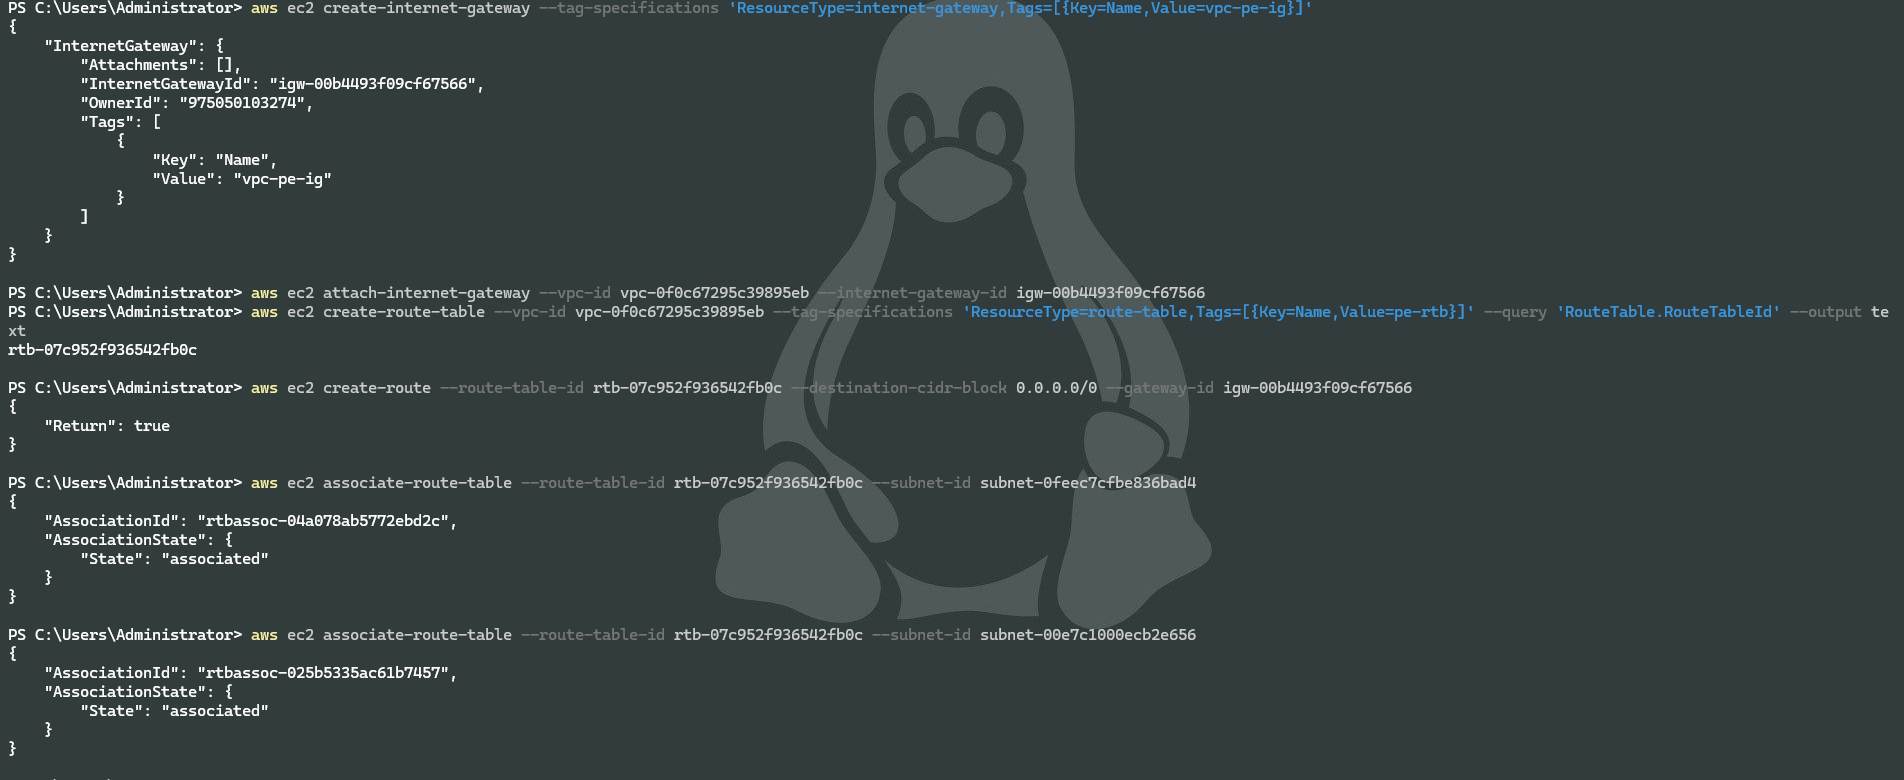 PS C:\Users\Administrator> aws ec2 create-internet-gateway --tag-specifications 'ResourceType=internet-gateway,Tags=[{Key=Name,Value=vpc-pe-ig}]'
{
    "InternetGateway": {
        "Attachments": [],
        "InternetGatewayId": "igw-00b4493f09cf67566",
        "OwnerId": "975050103274",
        "Tags": [
            {
                "Key": "Name",
                "Value": "vpc-pe-ig"
            }
        ]
    }
}
PS C:\Users\Administrator> aws ec2 attach-internet-gateway --vpc-id vpc-0f0c67295c39895eb --internet-gateway-id igw-00b4493f09cf67566
PS C:\Users\Administrator> aws ec2 create-route-table --vpc-id vpc-0f0c67295c39895eb --tag-specifications 'ResourceType=route-table,Tags=[{Key=Name,Value=pe-rtb}]' --query 'RouteTable.RouteTableId' --output te
xt
rtb-07c952f936542fb0c
PS C:\Users\Administrator> aws ec2 create-route --route-table-id rtb-07c952f936542fb0c --destination-cidr-block 0.0.0.0/0 --gateway-id igw-00b4493f09cf67566
{
    "Return": true
}
PS C:\Users\Administrator> aws ec2 associate-route-table --route-table-id rtb-07c952f936542fb0c --subnet-id subnet-0feec7cfbe836bad4
{
    "AssociationId": "rtbassoc-04a078ab5772ebd2c",
    "AssociationState": {
        "State": "associated"
    }
}
PS C:\Users\Administrator> aws ec2 associate-route-table --route-table-id rtb-07c952f936542fb0c --subnet-id subnet-00e7c1000ecb2e656
{
    "AssociationId": "rtbassoc-025b5335ac61b7457",
    "AssociationState": {
        "State": "associated"
    }
}